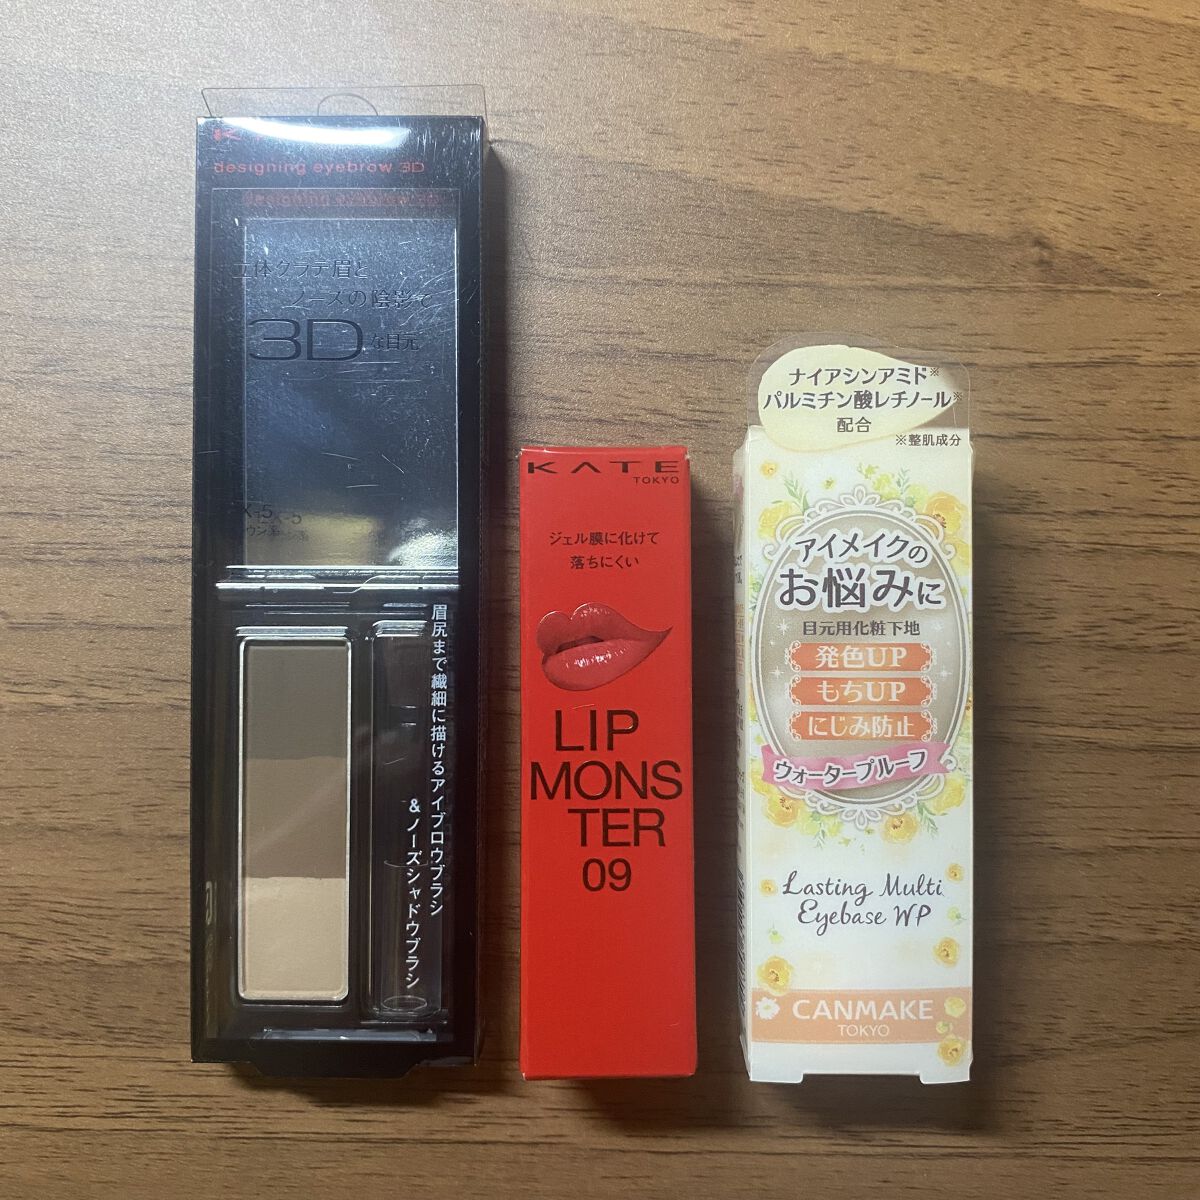 designing eyebrow 3D
designing eyebrow 3D
立体グラデ眉と
ノーズの陰影で
3Dな目元
眉尻まで繊細に描けるアイブロウブラシ
&ノーズシャドウブラシ
KATE
TOKYO
ジェル膜に化けて
落ちにくい
LIP
MONS
TER
09
ナイアシンアミド※
パルミチン酸レチノール※
配合
※整肌成分
アイメイクの
お悩みに
目元用化粧下地
発色UP
もちUP
にじみ防止
ウォータープルーフ
Lasting Multi
Eyebase WP
CANMAKE
TOKYO